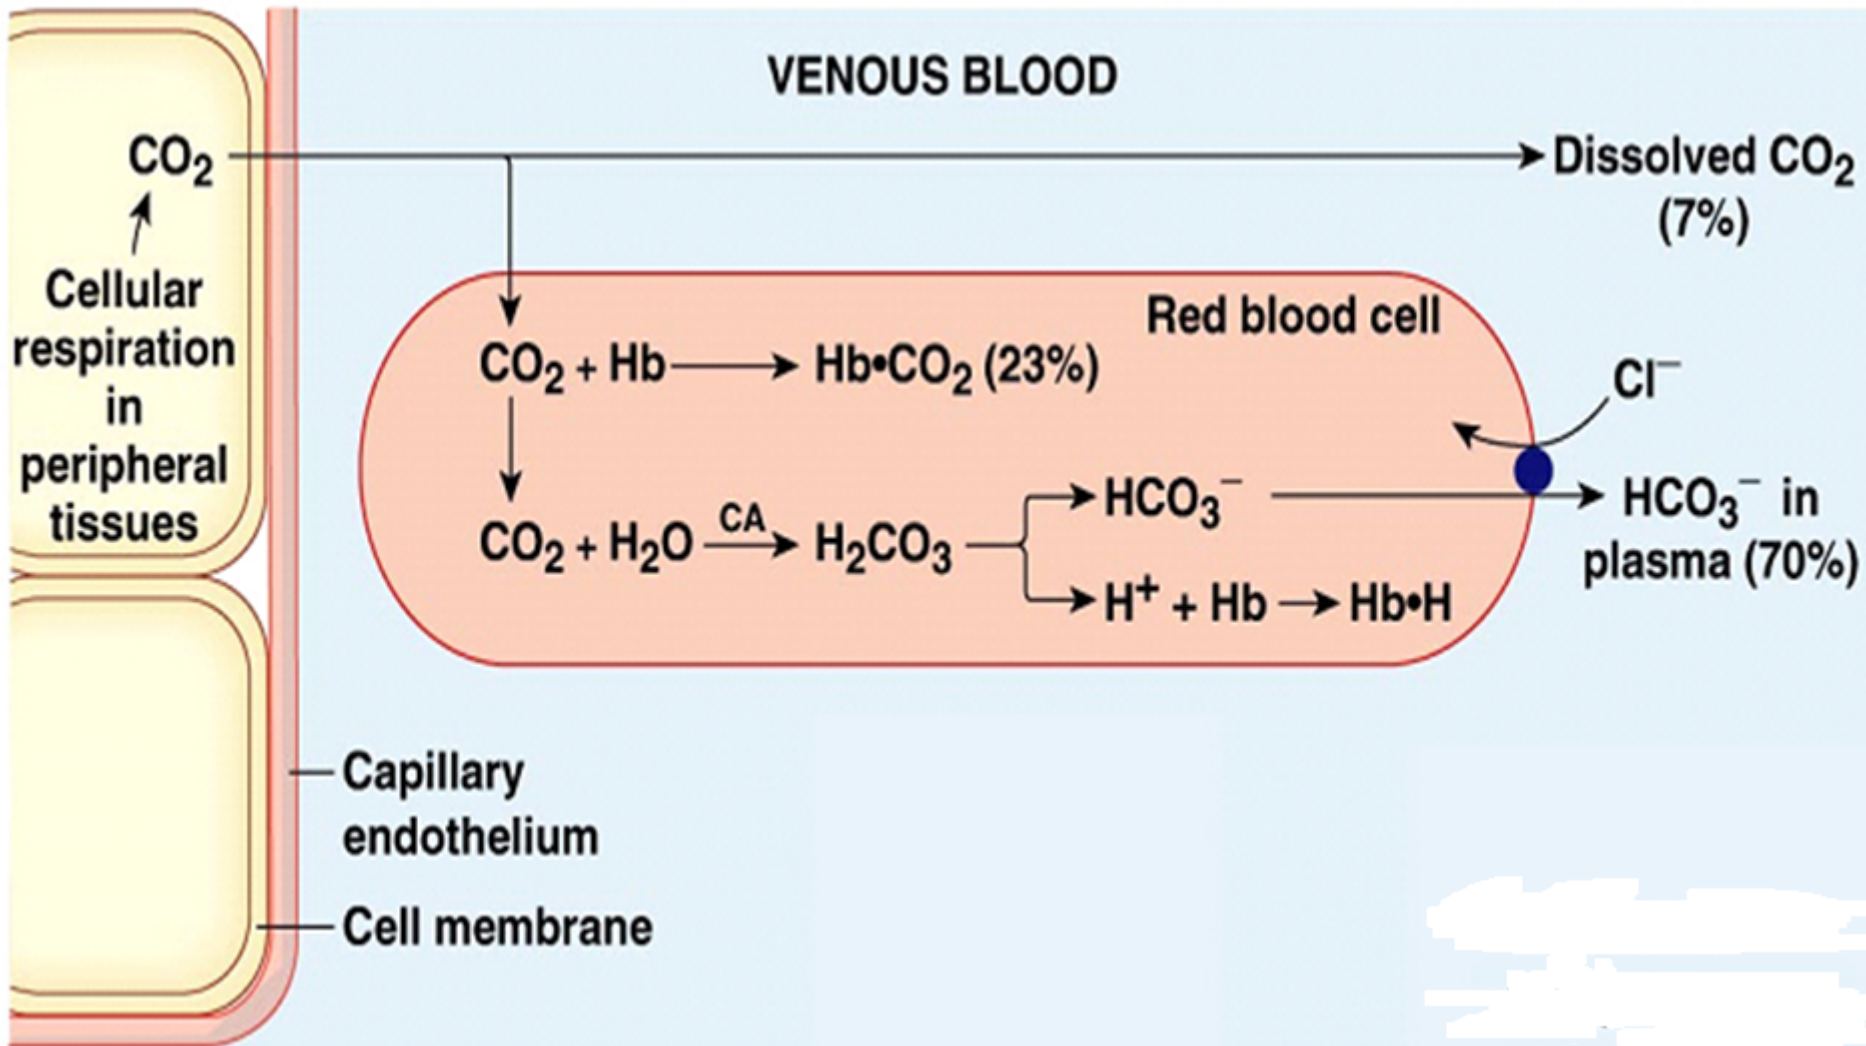 VENOUS BLOOD
CO₂
Dissolved CO₂
(7%)
Cellular
respiration
in
peripheral
tissues
Red blood cell
CO₂ + Hb → Hb•CO₂ (23%)
Cl⁻
CA
CO₂ + H₂O → H₂CO₃
HCO₃⁻
HCO₃⁻ in
plasma (70%)
H⁺ + Hb → Hb•H
Capillary
endothelium
Cell membrane